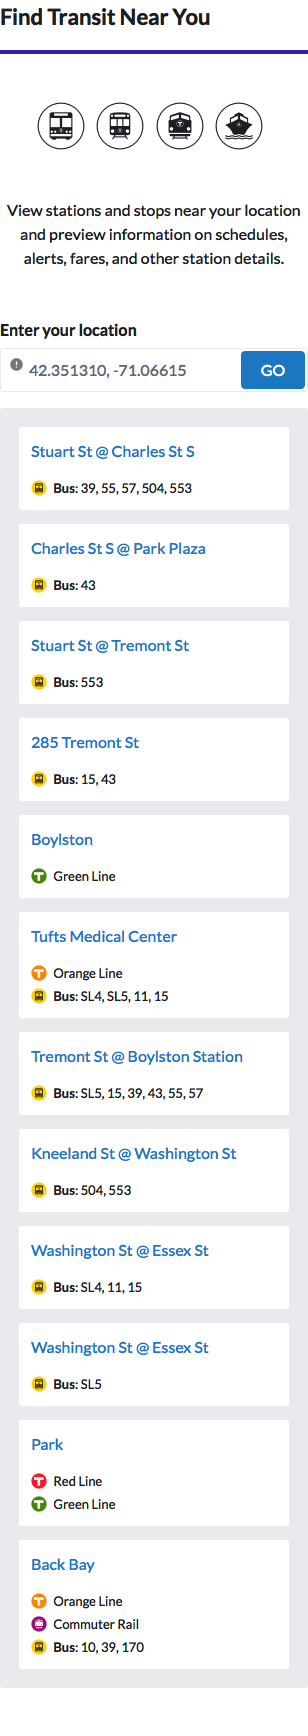 Find Transit Near You
View stations and stops near your location
and preview information on schedules,
alerts, fares, and other station details.
Enter your location
42.351310, -71.06615
GO
Stuart St @ Charles St S
Bus: 39, 55, 57, 504, 553
Charles St S @ Park Plaza
Bus: 43
Stuart St @ Tremont St
Bus: 553
285 Tremont St
Bus: 15, 43
Boylston
T Green Line
Tufts Medical Center
T Orange Line
Bus: SL4, SL5, 11, 15
Tremont St @ Boylston Station
Bus: SL5, 15, 39, 43, 55, 57
Kneeland St @ Washington St
Bus: 504, 553
Washington St @ Essex St
Bus: SL4, 11, 15
Washington St @ Essex St
Bus: SL5
Park
T Red Line
T Green Line
Back Bay
T Orange Line
Commuter Rail
Bus: 10, 39, 170